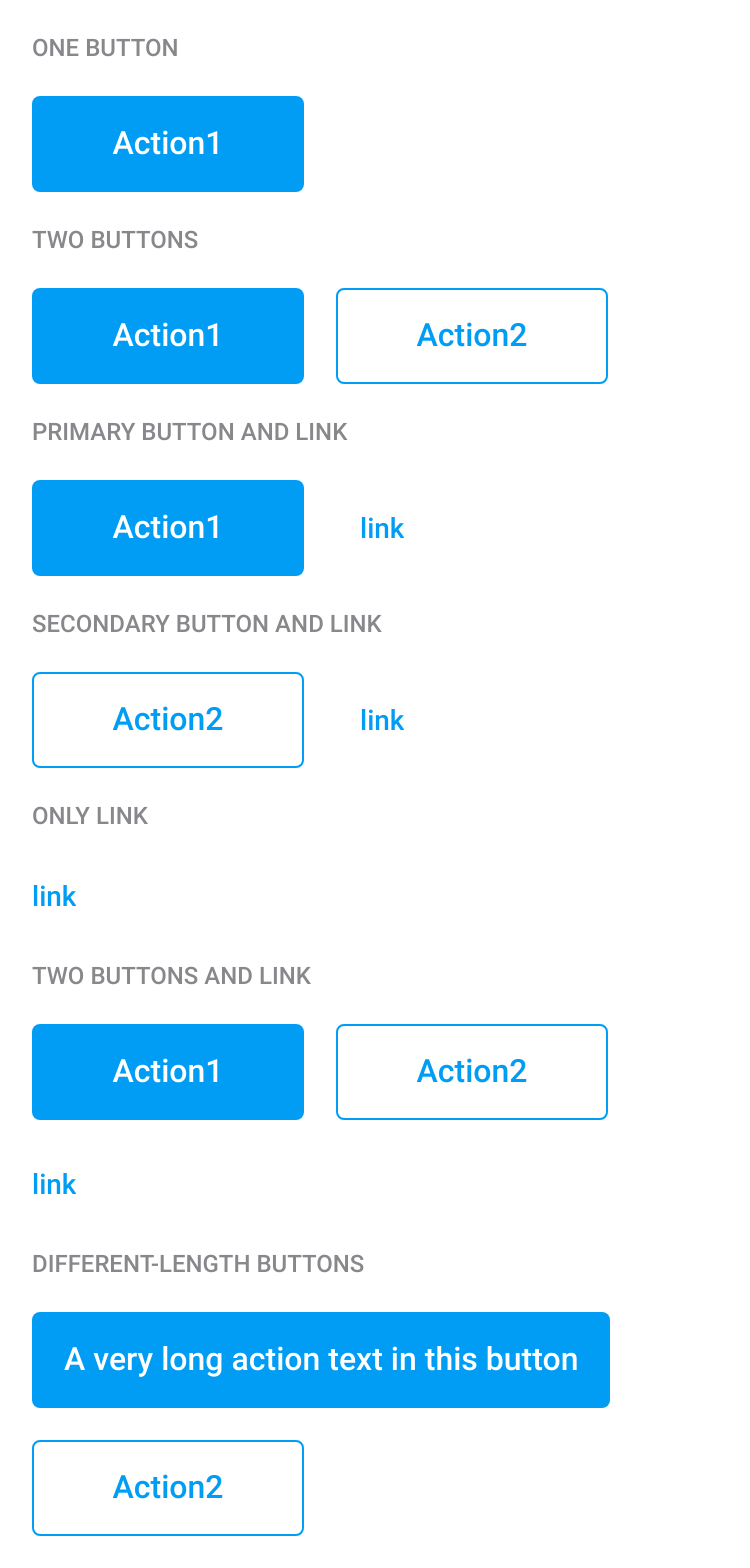 ONE BUTTON
Action1
TWO BUTTONS
Action1 Action2
PRIMARY BUTTON AND LINK
Action1 link
SECONDARY BUTTON AND LINK
Action2 link
ONLY LINK
link
TWO BUTTONS AND LINK
Action1 Action2
link
DIFFERENT-LENGTH BUTTONS
A very long action text in this button
Action2